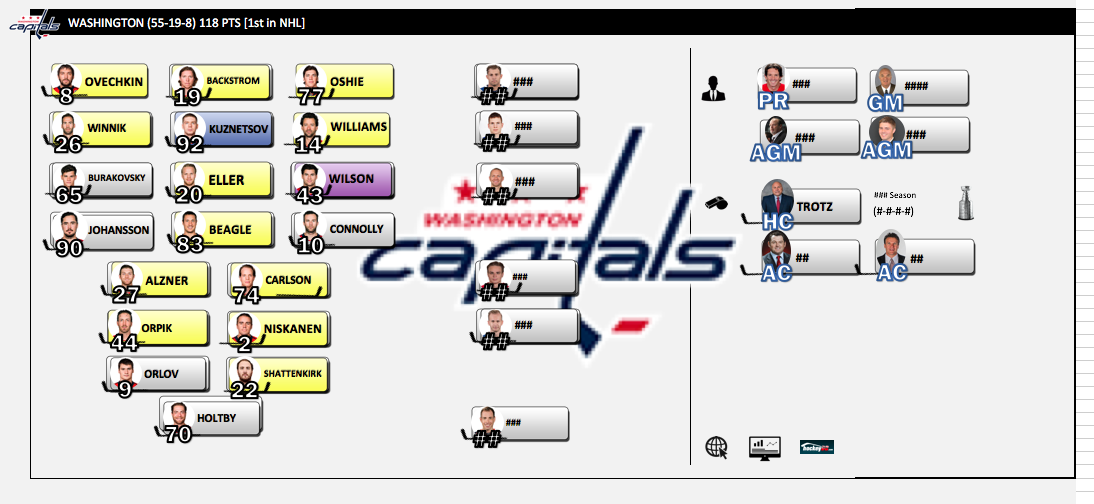 capitals WASHINGTON (55-19-8) 118 PTS [1st in NHL]
OVECHKIN 8 BACKSTROM 19 OSHIE 77 ### ##
WINNIK 26 KUZNETSOV 92 WILLIAMS 14 ### ##
BURAKOVSKY 65 ELLER 20 WILSON 43 ### ##
JOHANSSON 90 BEAGLE 83 CONNOLLY 10
ALZNER 27 CARLSON 74 ### ##
ORPIK 44 NISKANEN 2 ### ##
ORLOV 9 SHATTENKIRK 22
HOLTBY 70 ### ##
WASHINGTON
capitals
PR ### GM ####
AGM ### AGM ###
HC TROTZ
### Season
(#-#-#-#)
AC ## AC ##